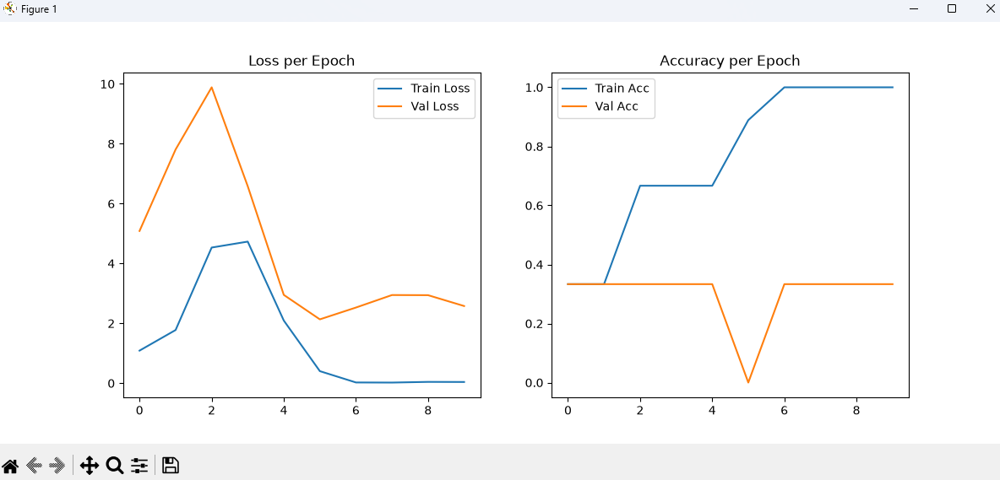 Figure 1
Loss per Epoch
Train Loss
Val Loss
10
8
6
4
2
0
0 2 4 6 8
Accuracy per Epoch
Train Acc
Val Acc
1.0
0.8
0.6
0.4
0.2
0.0
0 2 4 6 8